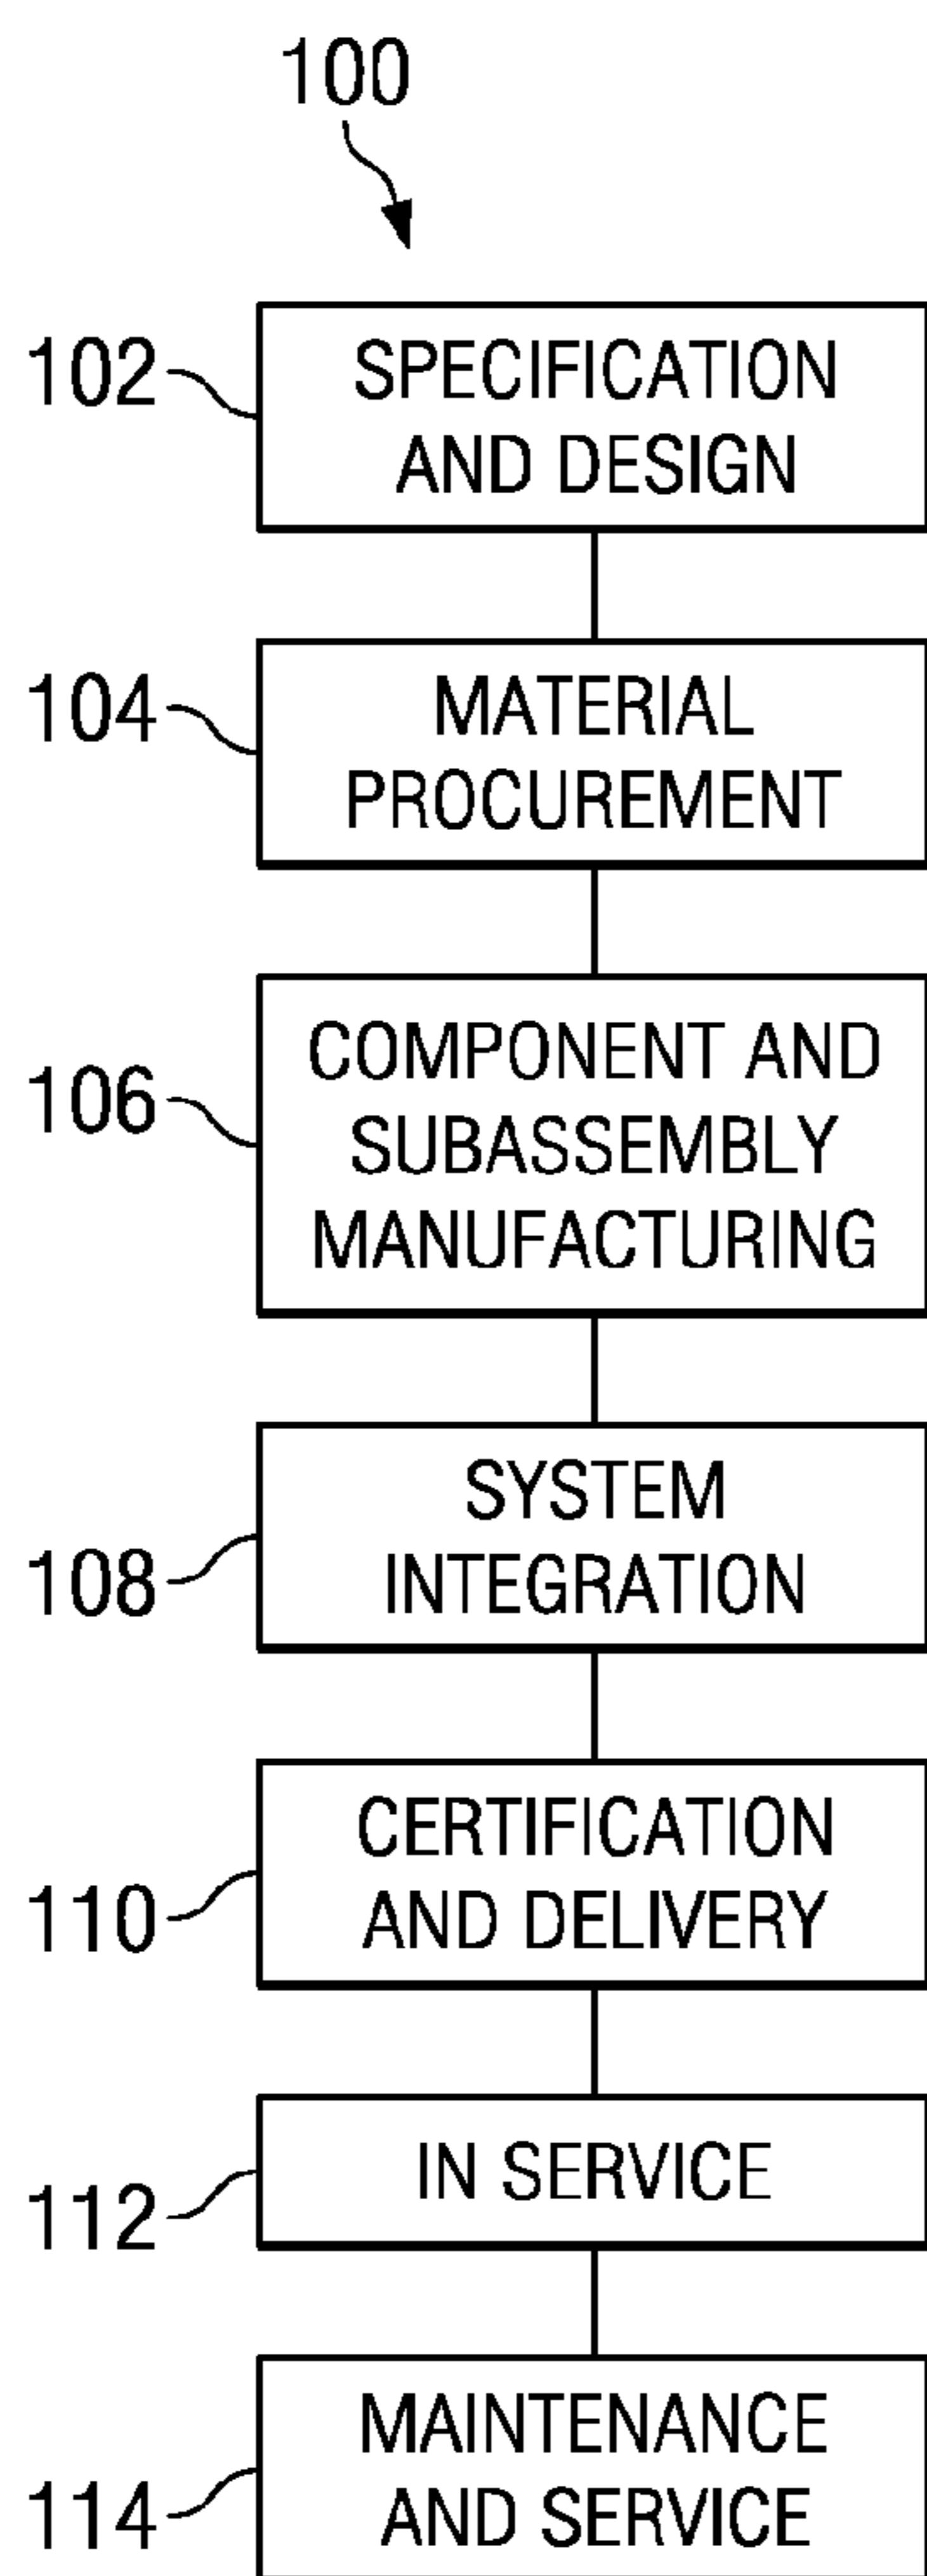 100
102
SPECIFICATION
AND DESIGN
104
MATERIAL
PROCUREMENT
106
COMPONENT AND
SUBASSEMBLY
MANUFACTURING
108
SYSTEM
INTEGRATION
110
CERTIFICATION
AND DELIVERY
112
IN SERVICE
114
MAINTENANCE
AND SERVICE